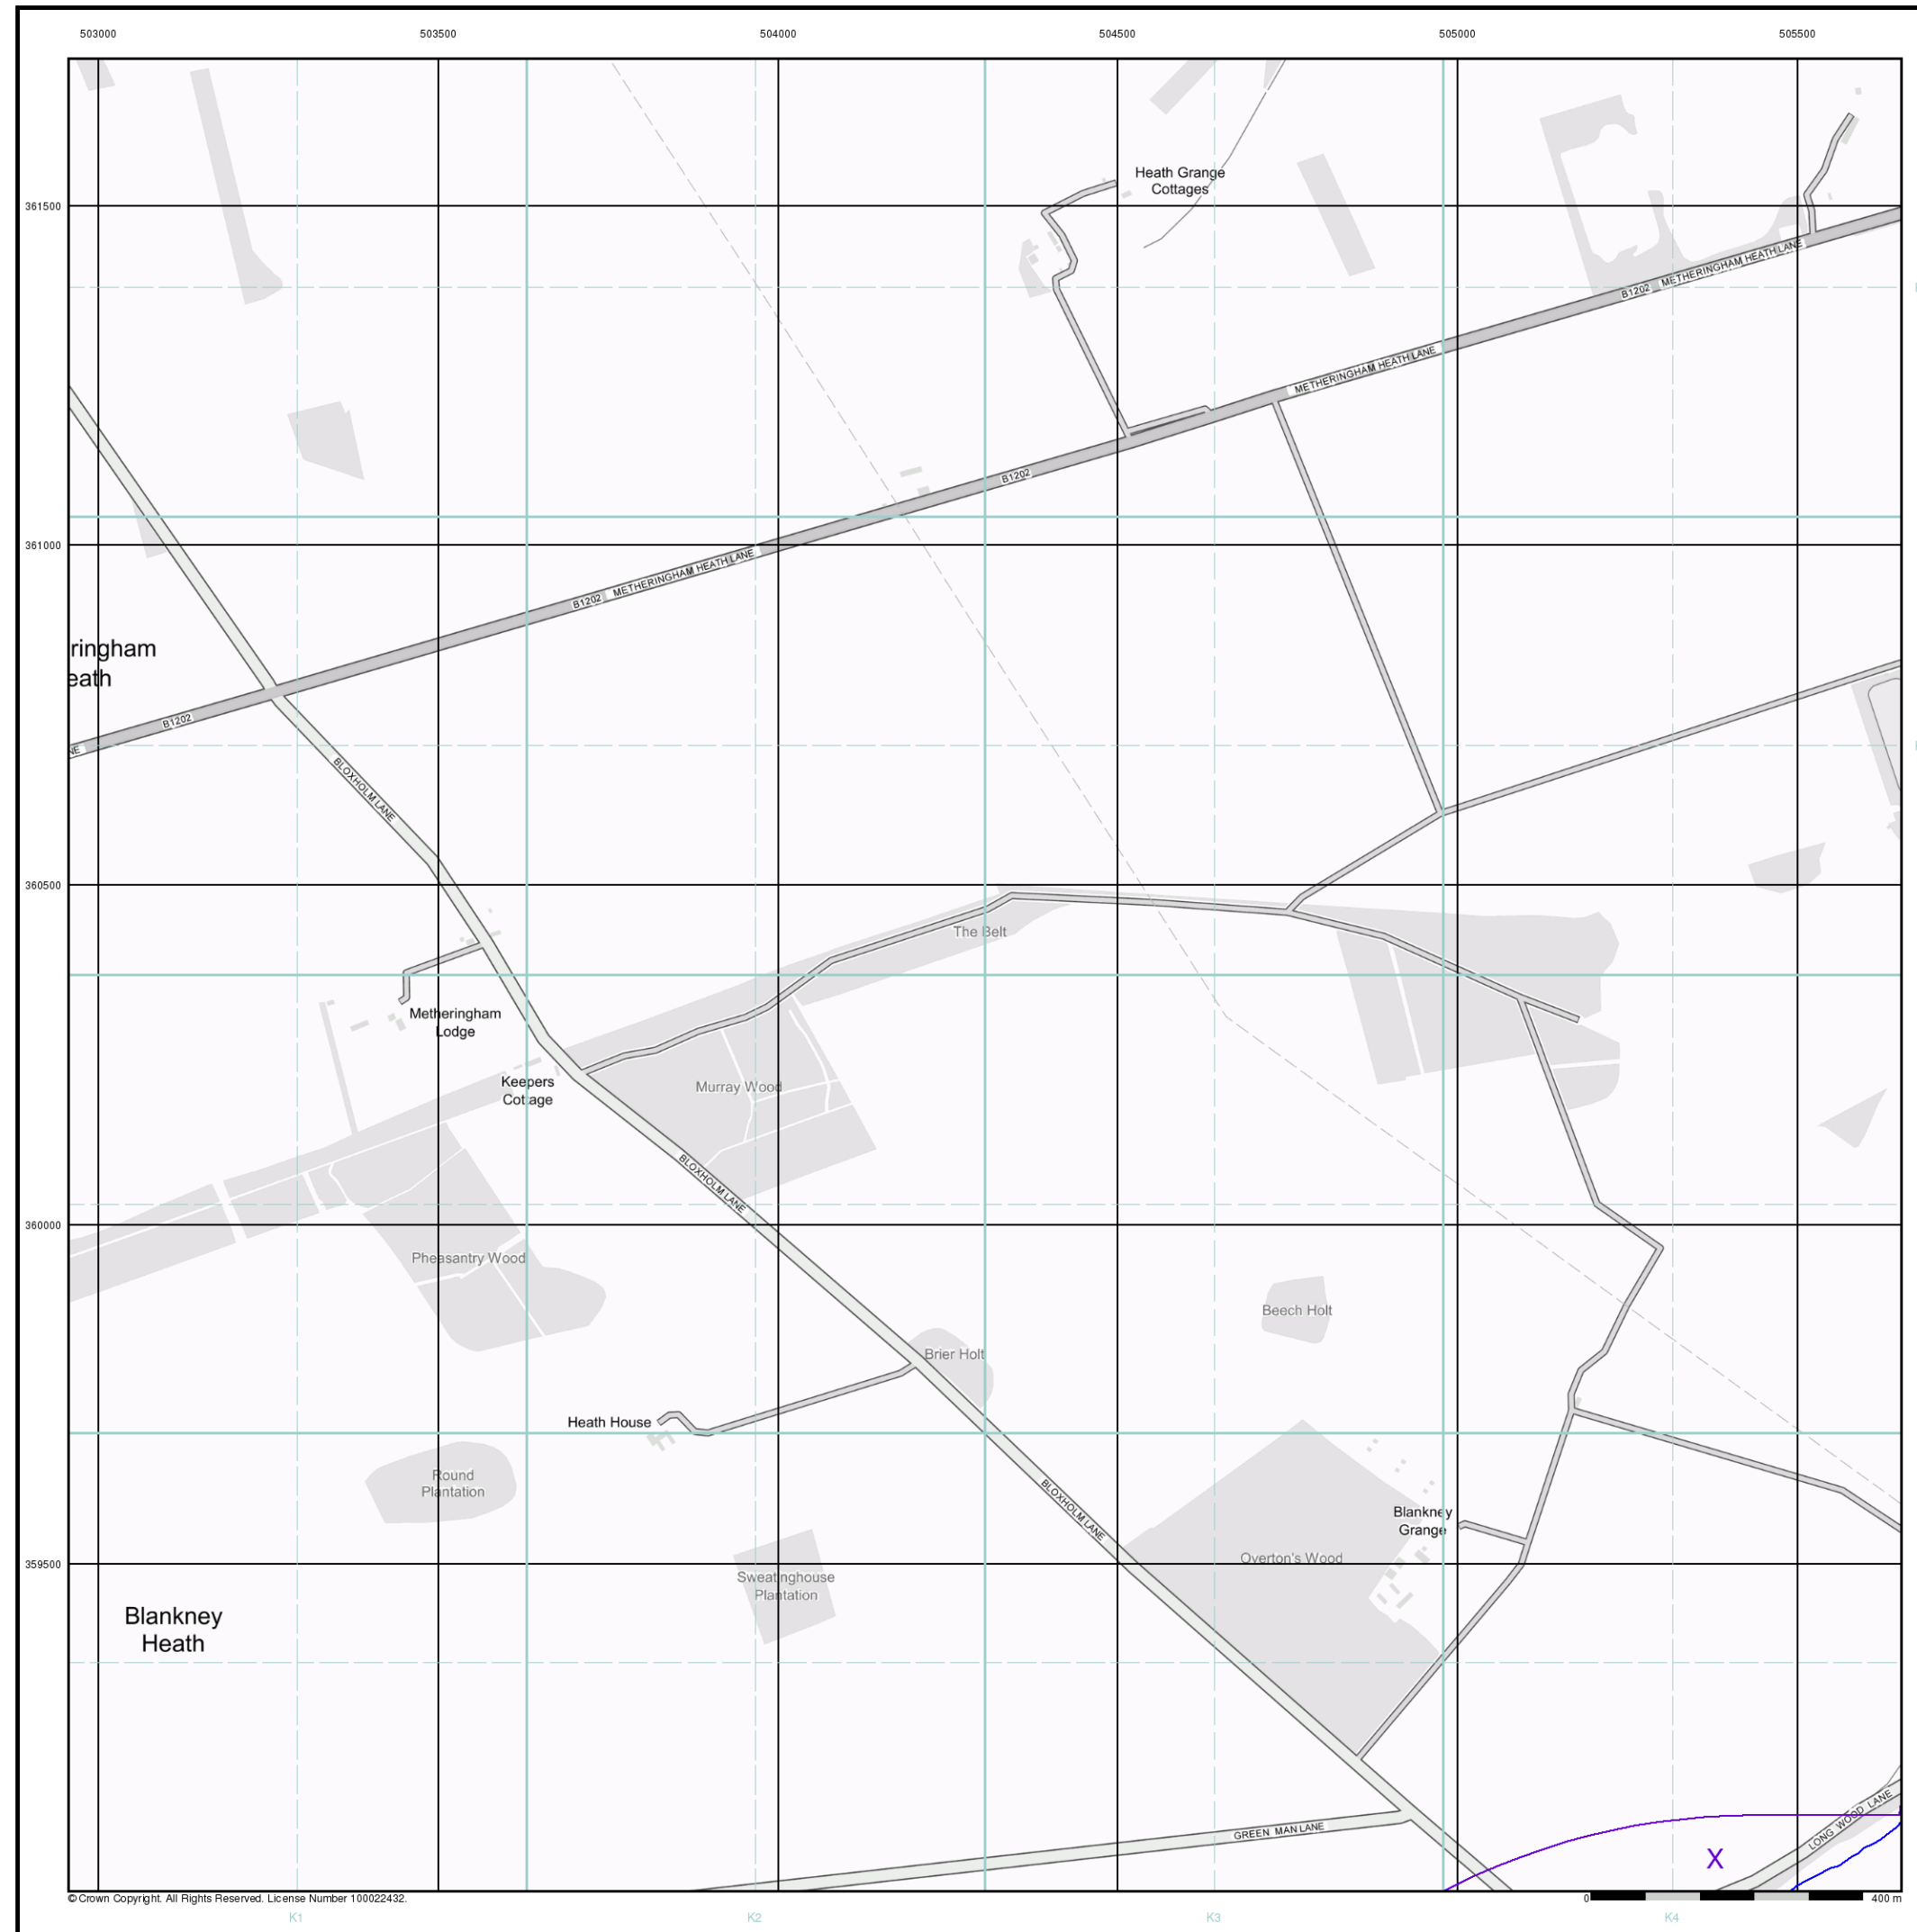 503000 503500 504000 504500 505000 505500
Heath Grange
Cottages
361500
METHERINGHAM HEATH LANE
B1202
METHERINGHAM HEATH LANE
B1202
361000
METHERINGHAM HEATH LANE
B1202
ringham
eath
B1202
NE
BLOXHOLM LANE
360500
The Belt
Metheringham
Lodge
Keepers
Cottage
Murray Wood
BLOXHOLM LANE
360000
Pheasantry Wood
Beech Holt
Brier Holt
Heath House
Round
Plantation
BLOXHOLM LANE
Blankney
Grange
359500
Overton's Wood
Sweatinghouse
Plantation
Blankney
Heath
LONG WOOD LANE
GREEN MAN LANE
X
© Crown Copyright. All Rights Reserved. License Number 100022432.
0 400 m
K1 K2 K3 K4